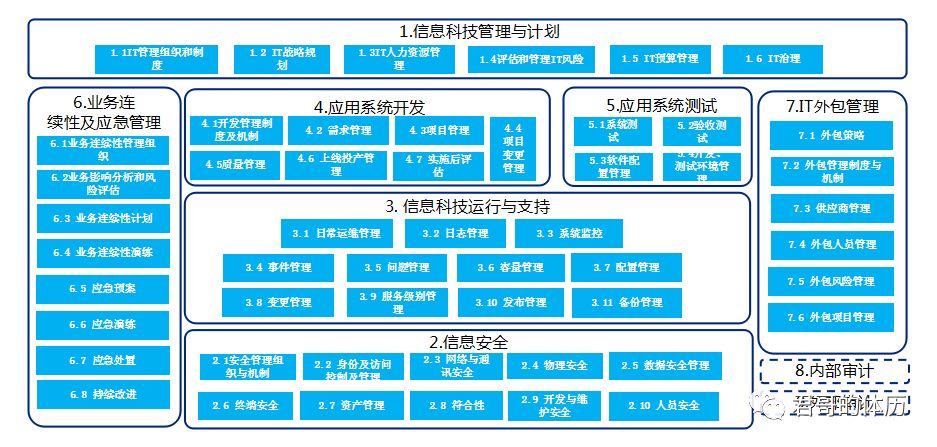 1.信息科技管理与计划
1.1IT管理组织和制
度
1.2 IT战略规
划
1.3IT人力资源管
理
1.4评估和管理IT风险
1.5 IT预算管理
1.6 IT治理
6.业务连
续性及应急管理
6.1业务连续性管理组
织
6.2业务影响分析和风
险评估
6.3 业务连续性计划
6.4 业务连续性演练
6.5 应急预案
6.6 应急演练
6.7 应急处置
6.8 持续改进
4.应用系统开发
4.1开发管理制
度及机制
4.2 需求管理
4.3项目管理
4.4
项目
变更
管理
4.5质量管理
4.6 上线投产管
理
4.7 实施后评
估
5.应用系统测试
5.1系统测
试
5.2验收测
试
5.3软件配
置管理
5.4开发、
测试环境管
理
3. 信息科技运行与支持
3.1 日常运维管理
3.2 日志管理
3.3 系统监控
3.4 事件管理
3.5 问题管理
3.6 容量管理
3.7 配置管理
3.8 变更管理
3.9 服务级别管
理
3.10 发布管理
3.11 备份管理
2.信息安全
2.1安全管理组
织与机制
2.2 身份及访问
控制及管理
2.3 网络与通
讯安全
2.4 物理安全
2.5 数据安全管理
2.6 终端安全
2.7 资产管理
2.8 符合性
2.9 开发与维
护安全
2.10 人员安全
7.IT外包管理
7.1 外包策略
7.2 外包管理制度与
机制
7.3 供应商管理
7.4 外包人员管理
7.5 外包风险管理
7.6 外包项目管理
8.内部审计
君哥的体历